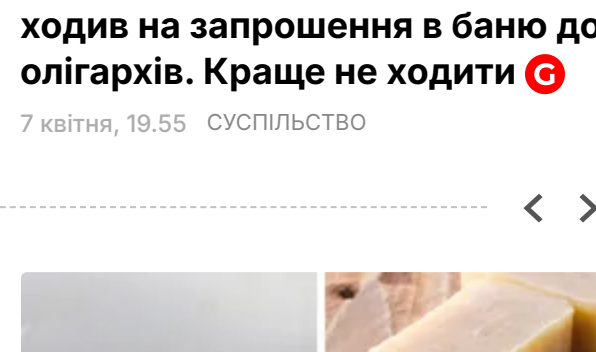 ходив на запрошення в баню до
олігархів. Краще не ходити G
7 квітня, 19.55 СУСПІЛЬСТВО